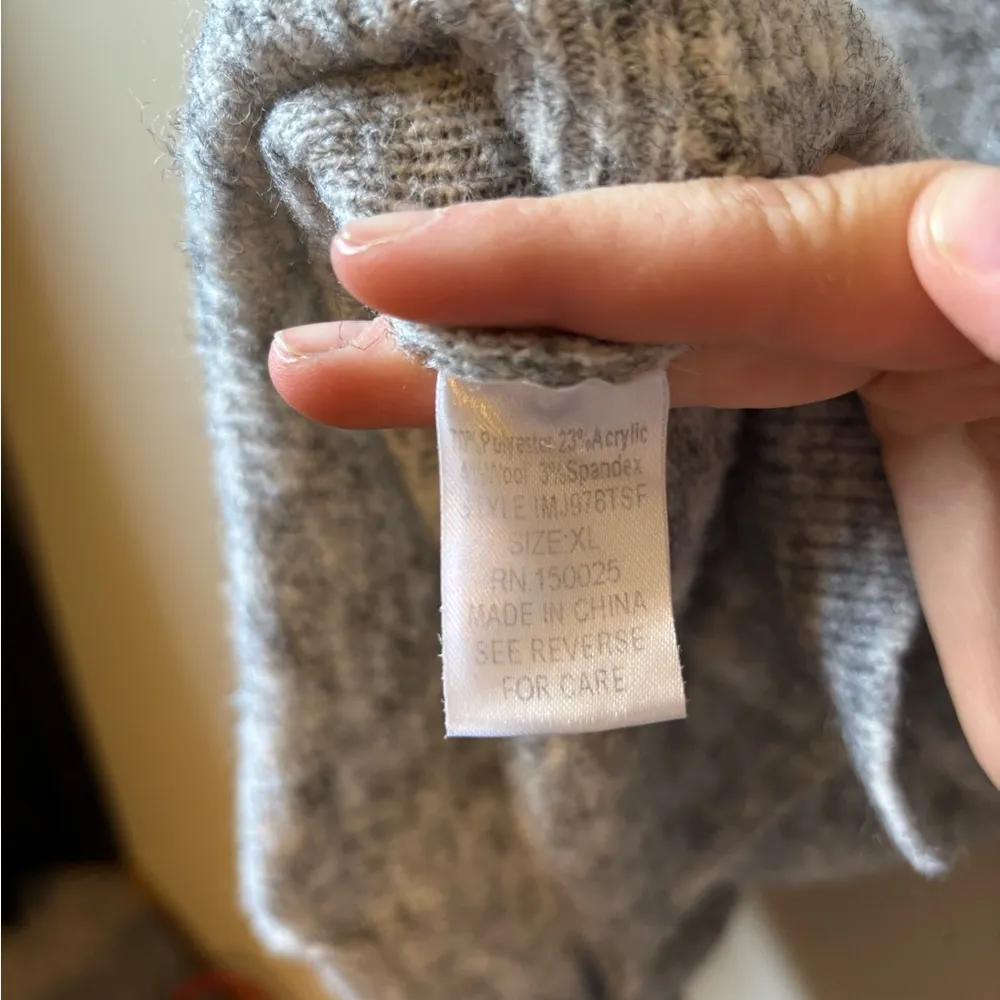 70%Polyester 23%Acrylic
4%Wool 3%Spandex
STYLE IMJ978TSF
SIZE:XL
RN.150025
MADE IN CHINA
SEE REVERSE
FOR CARE